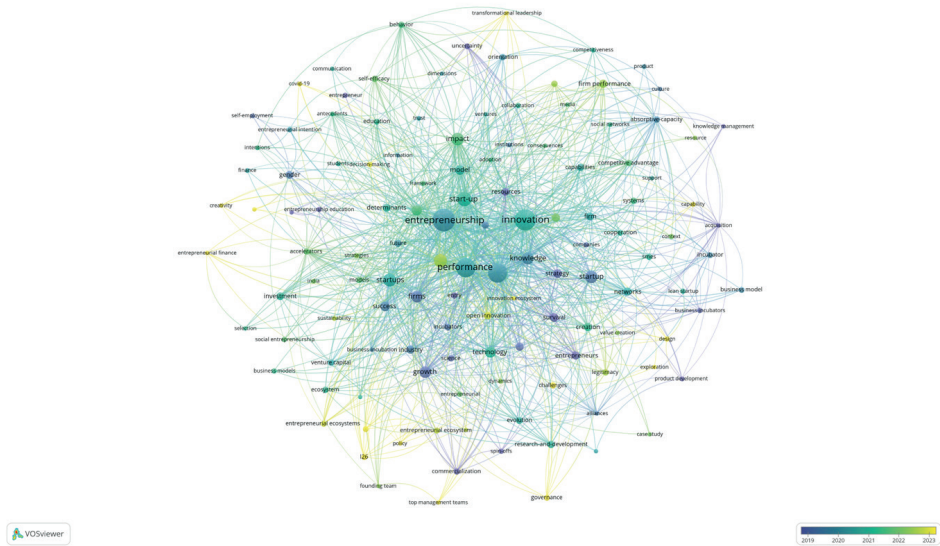 transformational leadership
behavior
uncertainty
competitiveness
orientation
communication
product
dimensions
self-efficacy
covid-19
firm performance
culture
entrepreneur
media
collaboration
antecedents
ventures
self-employment
education
input
social networks
absorptive-capacity
knowledge management
entrepreneurial intention
impact
resource
institutions
consequences
intentions
information
adoption
students
decision-making
model
capabilities
competitive advantage
finance
gender
support
framework
resources
start-up
systems
creativity
capability
entrepreneurship education
determinants
entrepreneurship
innovation
firm
acquisition
cooperation
context
future
companies
entrepreneurial finance
accelerators
strategies
knowledge
smes
incubator
performance
strategy
startup
india
models
startups
business model
networks
lean startup
investment
firms
entry
innovation ecosystem
success
business incubators
sustainability
open innovation
survival
selection
incubators
creation
value creation
social entrepreneurship
design
business incubation
industry
technology
entrepreneurs
science
venture capital
exploration
business models
growth
legitimacy
product development
dynamics
challenges
ecosystem
entrepreneurial
alliances
entrepreneurial ecosystems
evolution
entrepreneurial ecosystem
case study
policy
research-and-development
spin-offs
l26
commercialization
founding team
governance
top management teams
VOSviewer
2019 2020 2021 2022 2023